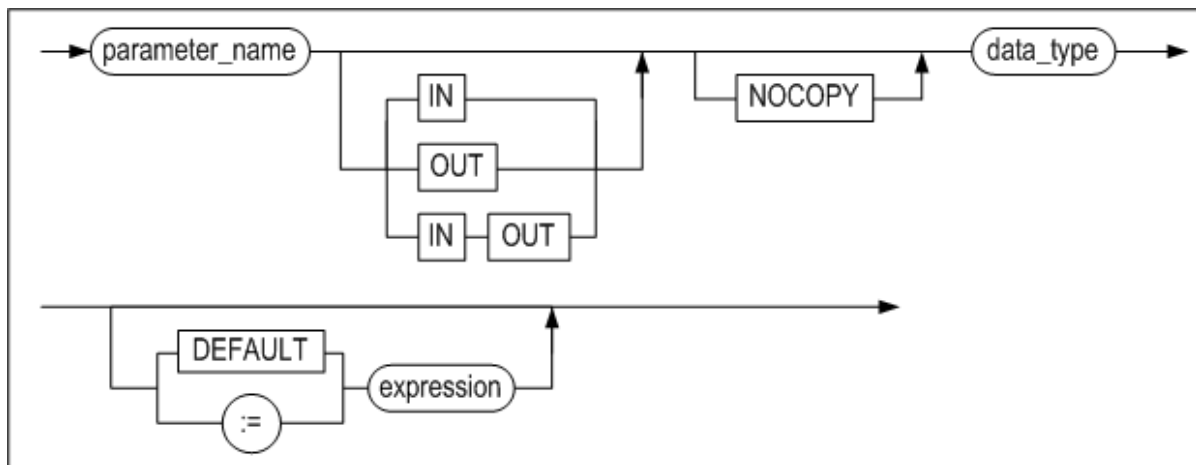 parameter_name data_type
IN NOCOPY
OUT
IN OUT
DEFAULT
expression
:=